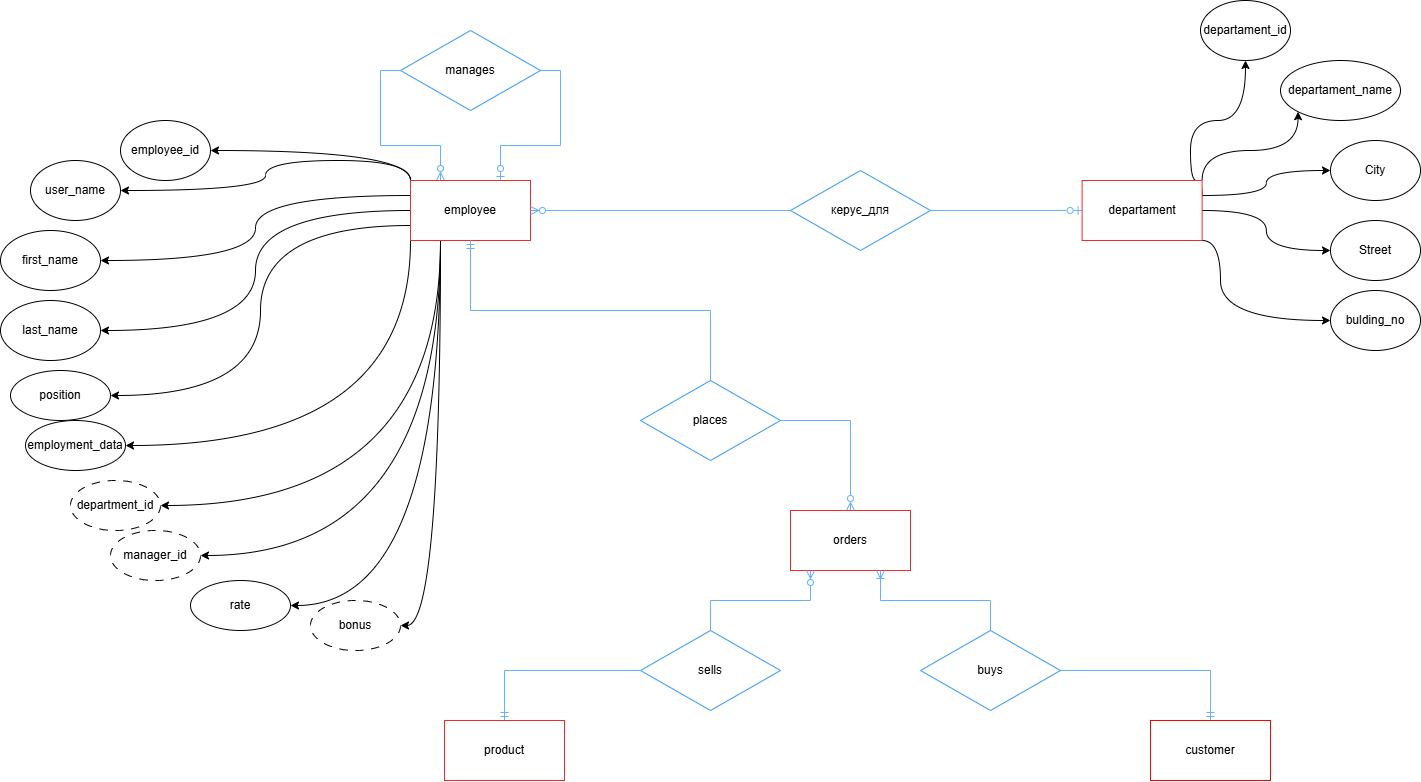 departament_id
manages
departament_name
employee_id
City
user_name
employee
керує_для
departament
first_name
Street
last_name
bulding_no
position
places
employment_data
department_id
orders
manager_id
rate
bonus
sells
buys
product
customer